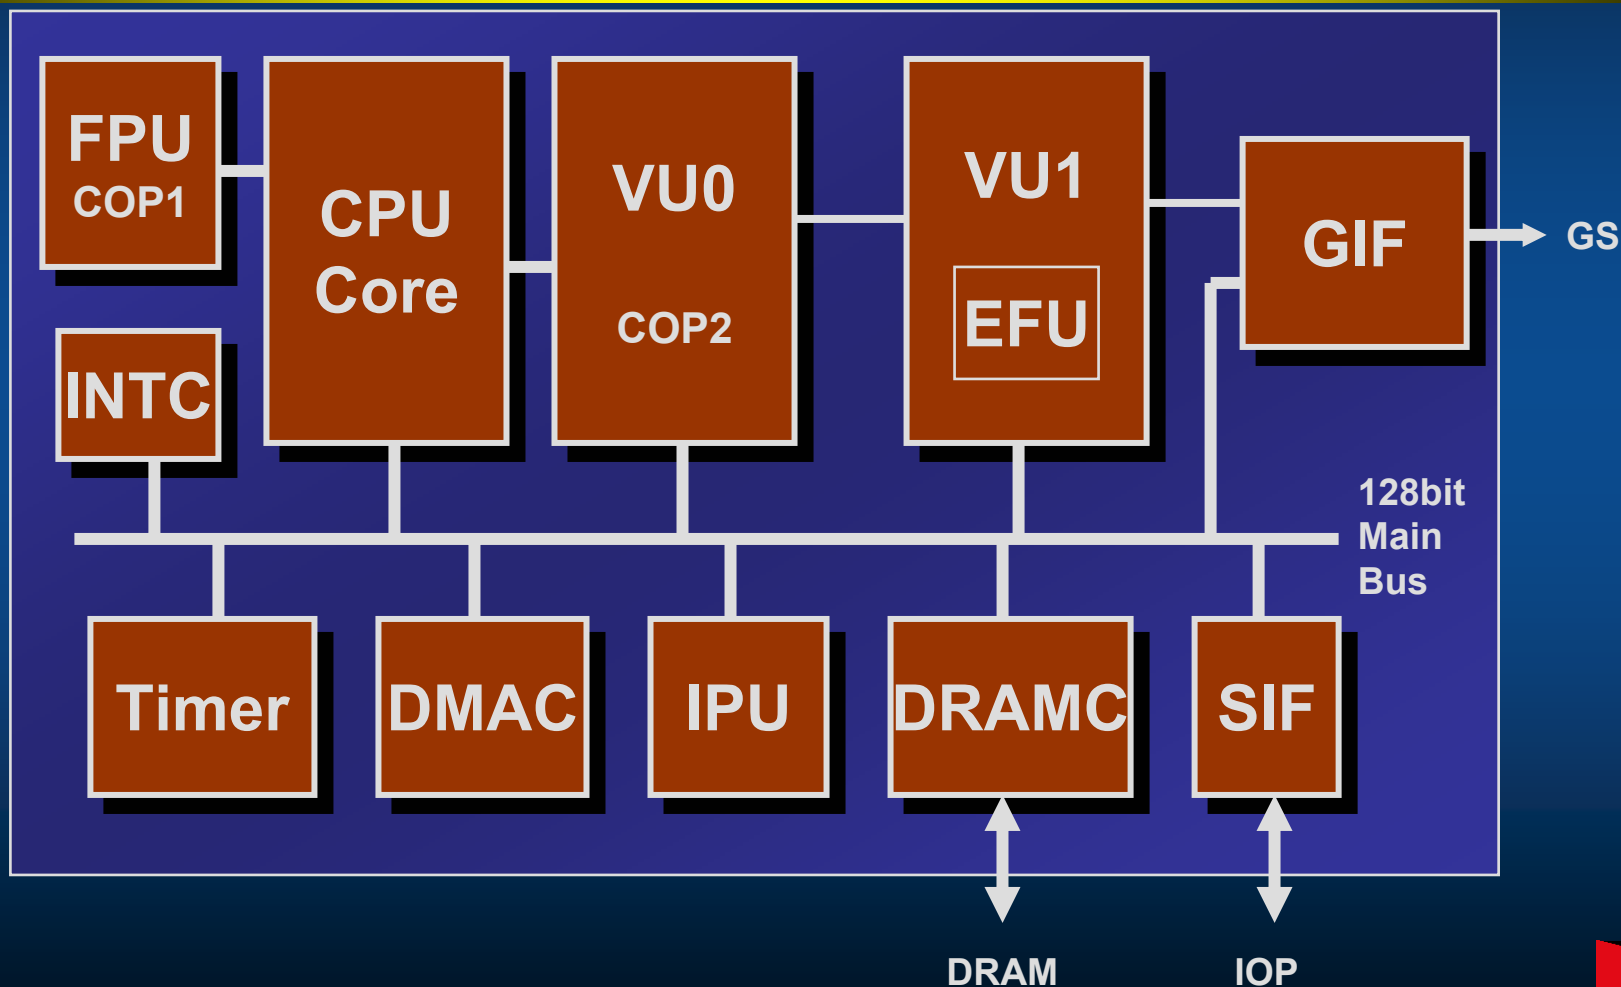 FPU
COP1
CPU
Core
VU0
COP2
VU1
EFU
GIF
GS
INTC
128bit
Main
Bus
Timer
DMAC
IPU
DRAMC
SIF
DRAM
IOP